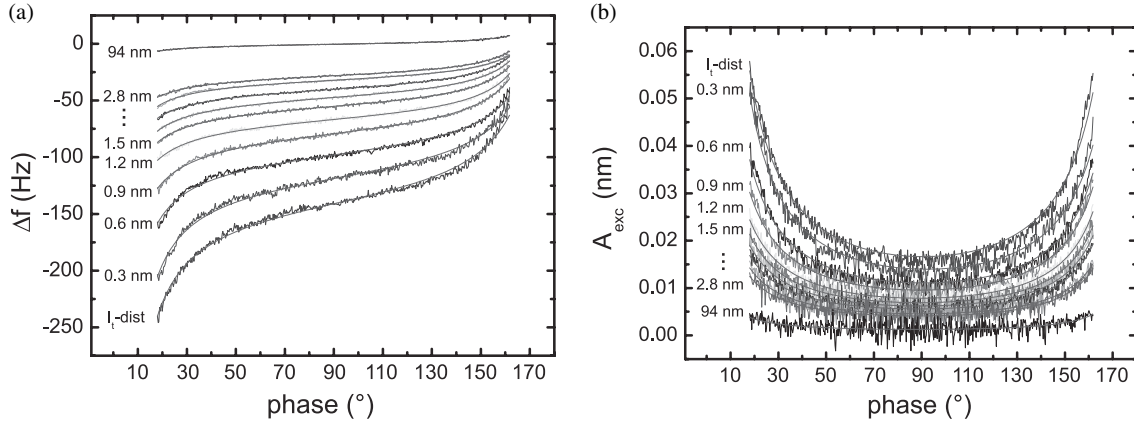 (a)
0
-50
-100
-150
-200
-250
Δf (Hz)
94 nm
2.8 nm
1.5 nm
1.2 nm
0.9 nm
0.6 nm
0.3 nm
It-dist
10 30 50 70 90 110 130 150 170
phase (°)
(b)
0.06
0.05
0.04
0.03
0.02
0.01
0.00
Aexc (nm)
It-dist
0.3 nm
0.6 nm
0.9 nm
1.2 nm
1.5 nm
2.8 nm
94 nm
10 30 50 70 90 110 130 150 170
phase (°)